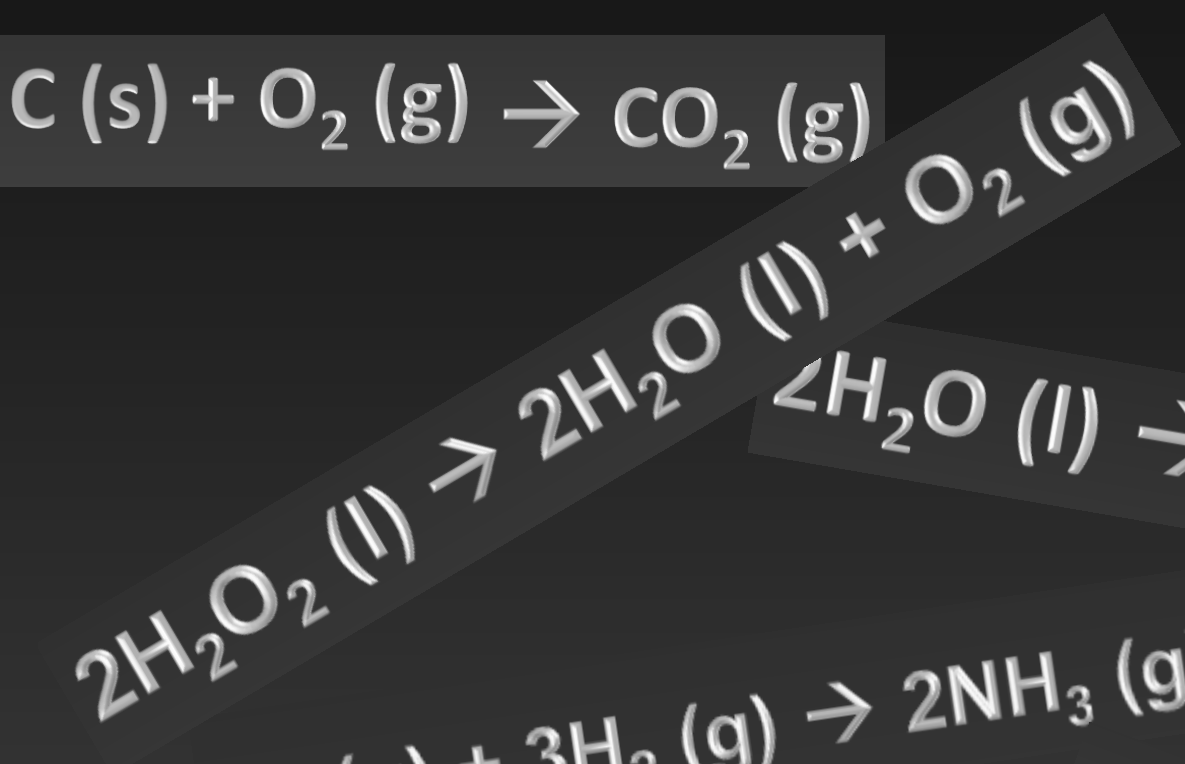 C (s) + O₂ (g) → CO₂ (g)
2H₂O₂ (l) → 2H₂O (l) + O₂ (g)
2H₂O (l) →
) + 3H₂ (g) → 2NH₃ (g